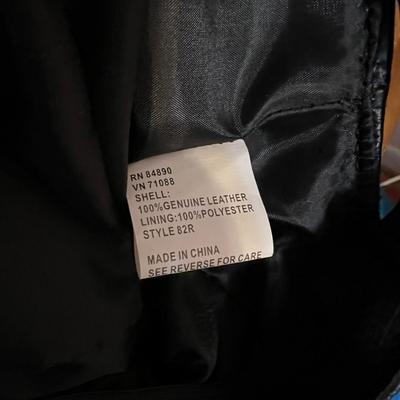 RN 84890
VN 71088
SHELL:
100%GENUINE LEATHER
LINING:100%POLYESTER
STYLE 82R
MADE IN CHINA
SEE REVERSE FOR CARE